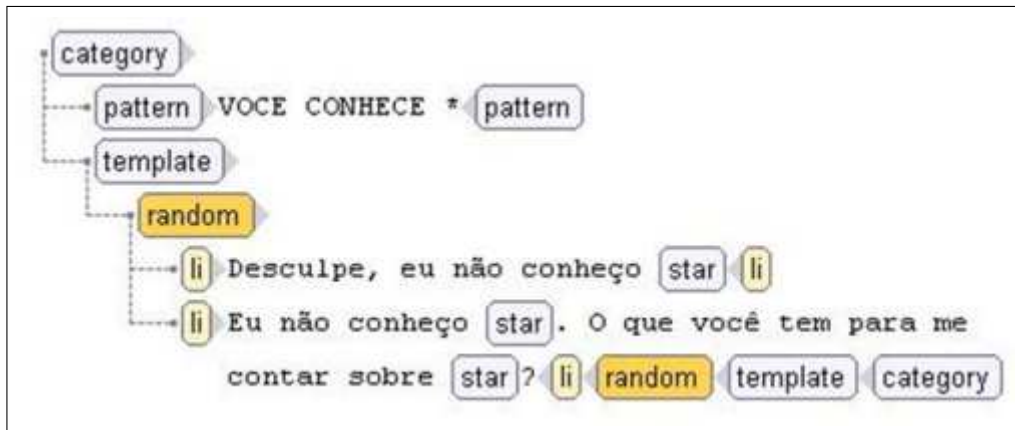 category
pattern VOCE CONHECE * pattern
template
random
li Desculpe, eu não conheço star li
li Eu não conheço star. O que você tem para me
contar sobre star? li random template category